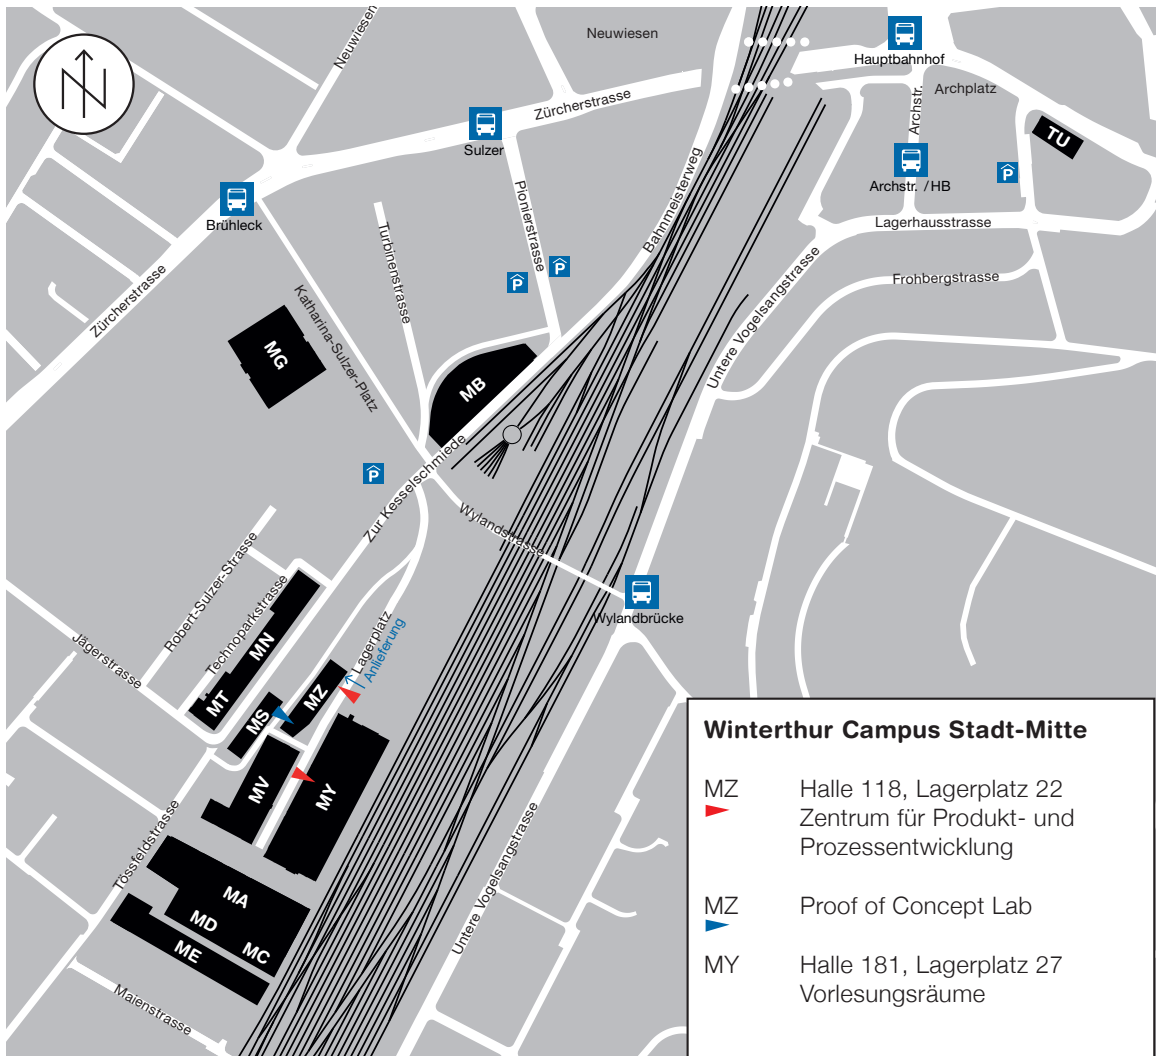 Neuwiesen
Neuwiesen
Hauptbahnhof
Archplatz
Archstr.
TU
Zürcherstrasse
Sulzer
Archstr. / HB
P
Brühleck
Pionierstrasse
Bahnmeisterweg
Lagerhausstrasse
Turbinenstrasse
P
P
Frohbergstrasse
Zürcherstrasse
Katharina-Sulzer-Platz
Untere Vogelsangstrasse
MG
MB
P
Zur Kesselschmiede
Wylandstrasse
Robert-Sulzer-Strasse
Technoparkstrasse
Wylandbrücke
Jägerstrasse
MN
Lagerplatz
Anlieferung
MT
MZ
MS
MV
MY
Tössfeldstrasse
Untere Vogelsangstrasse
MA
MD
MC
ME
Maienstrasse
Winterthur Campus Stadt-Mitte
MZ Halle 118, Lagerplatz 22
Zentrum für Produkt- und
Prozessentwicklung
MZ Proof of Concept Lab
MY Halle 181, Lagerplatz 27
Vorlesungsräume